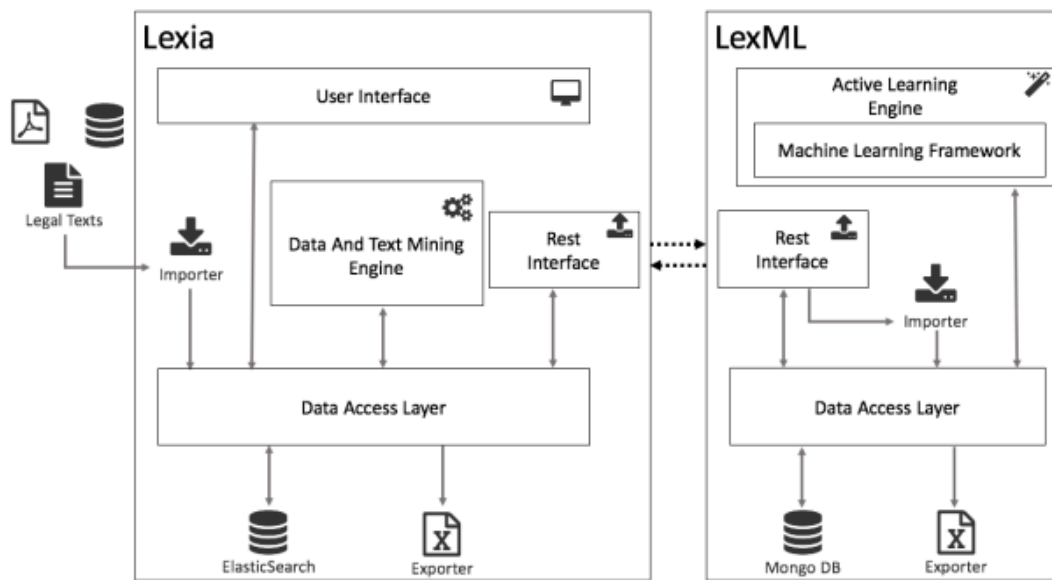 Lexia
User Interface
Legal Texts
Importer
Data And Text Mining
Engine
Rest
Interface
Data Access Layer
ElasticSearch
X
Exporter
LexML
Active Learning
Engine
Machine Learning Framework
Rest
Interface
Importer
Data Access Layer
Mongo DB
X
Exporter